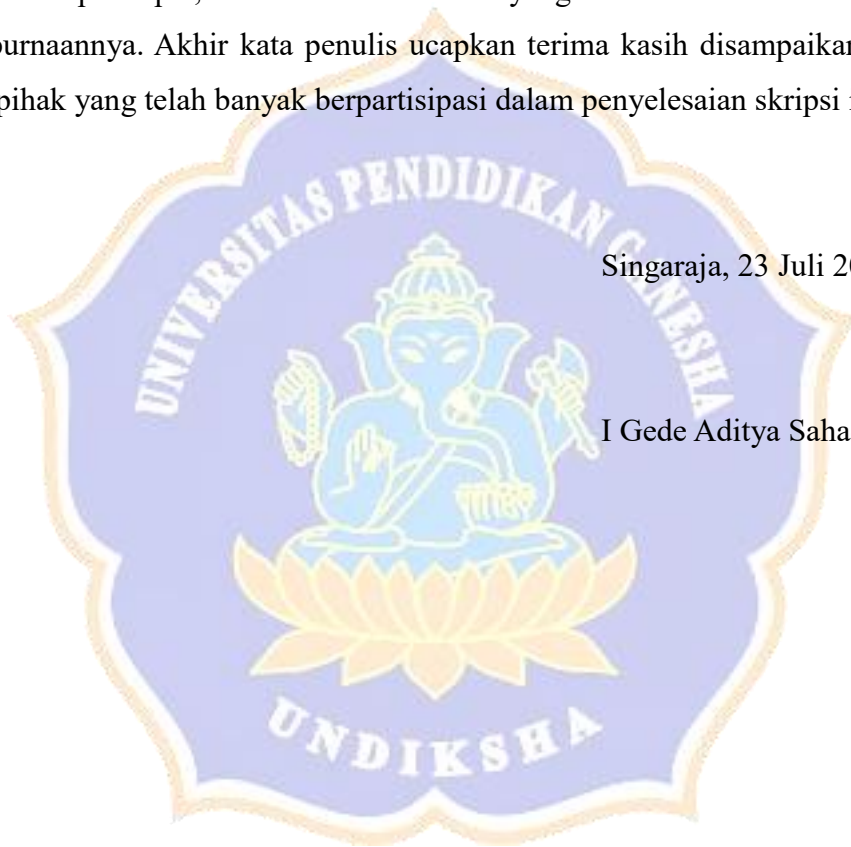 purnaannya. Akhir kata penulis ucapkan terima kasih disampaikan
pihak yang telah banyak berpartisipasi dalam penyelesaian skripsi
UNIVERSITAS PENDIDIKAN GANESHA
Singaraja, 23 Juli 20
I Gede Aditya Saha
UNDIKSHA